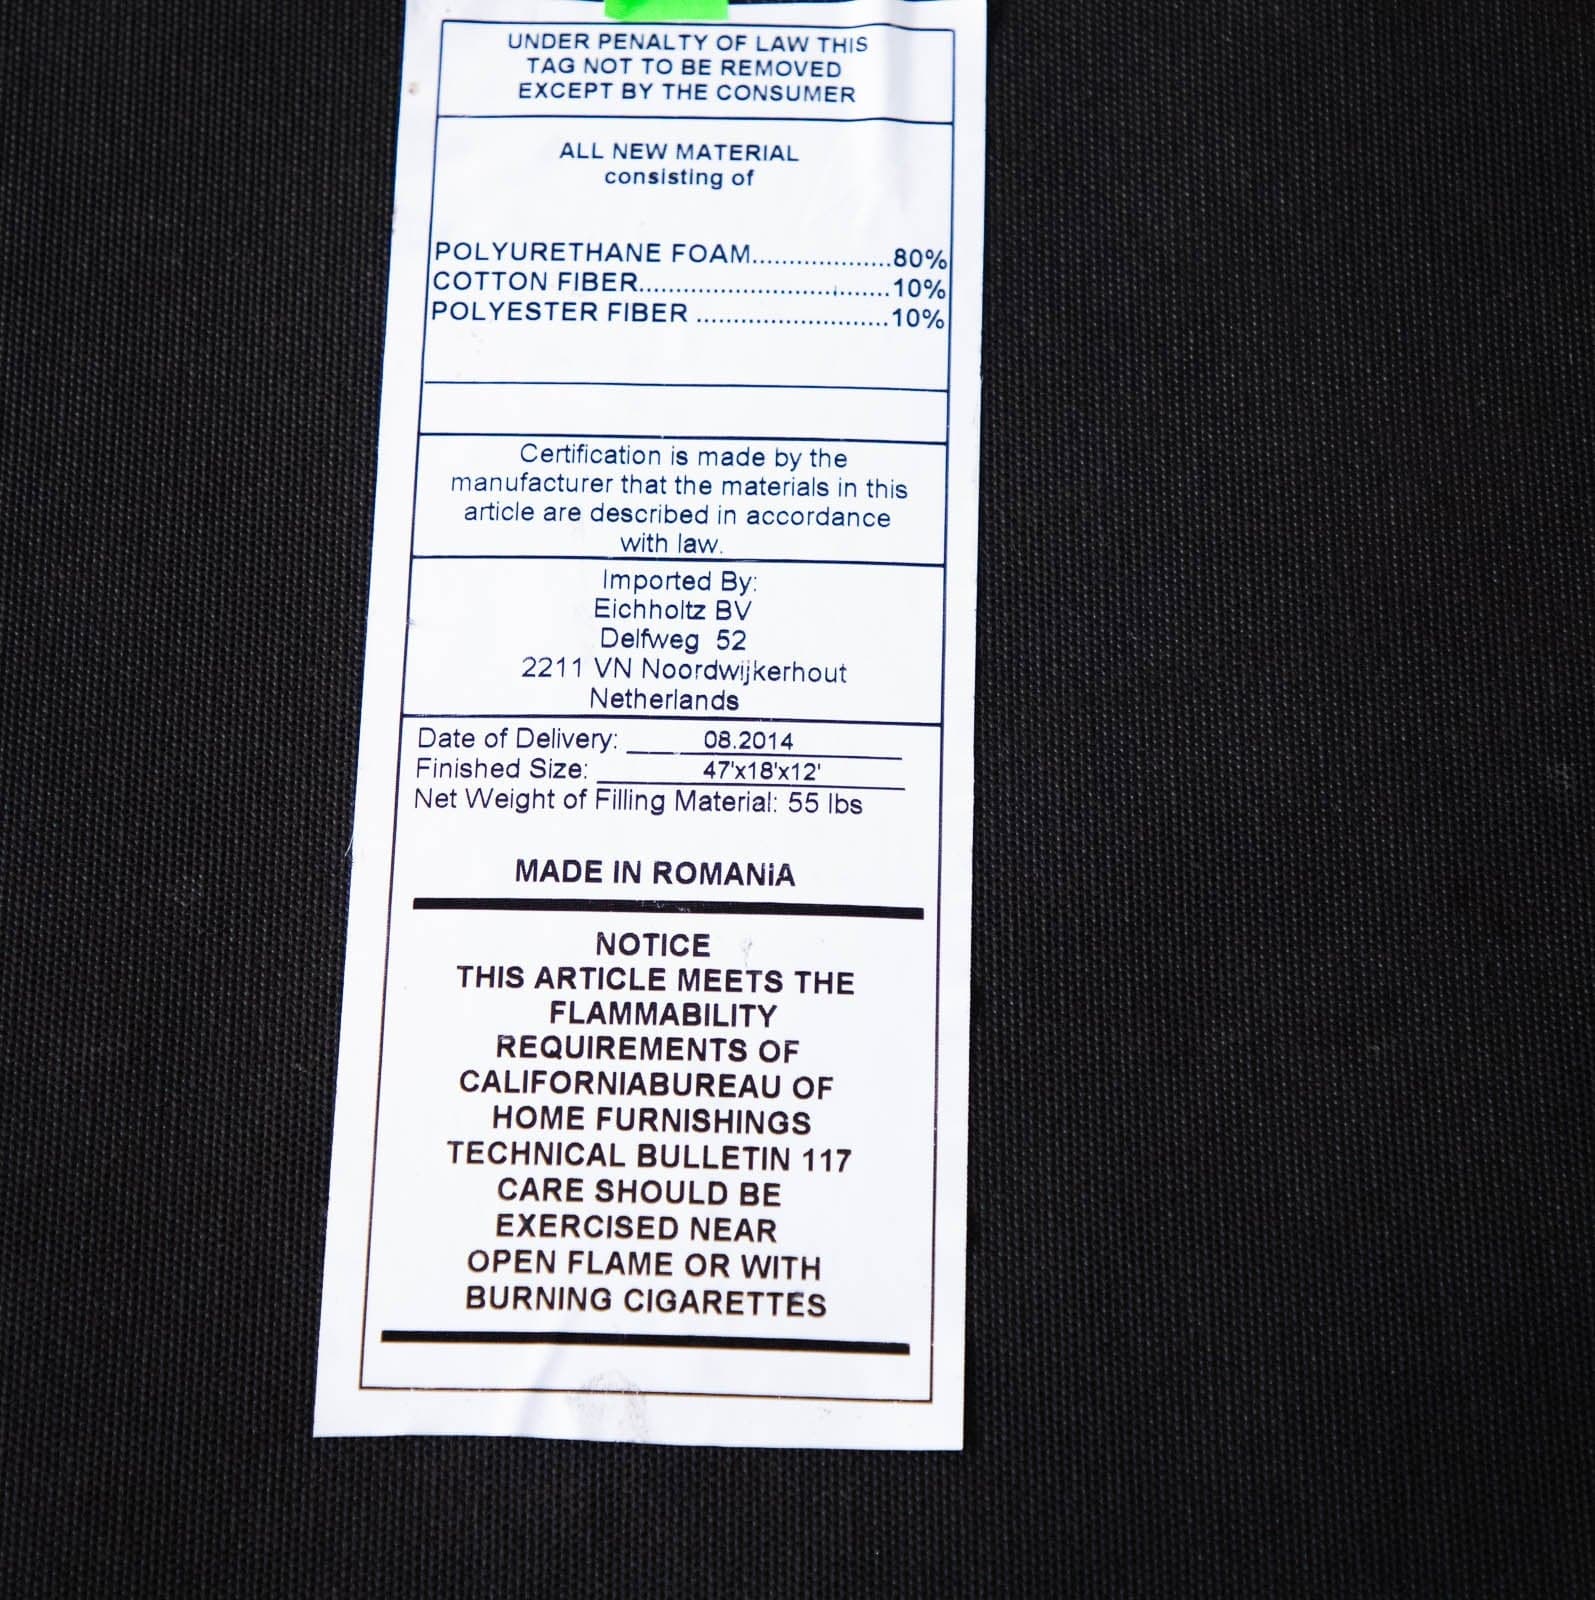 UNDER PENALTY OF LAW THIS
TAG NOT TO BE REMOVED
EXCEPT BY THE CONSUMER
ALL NEW MATERIAL
consisting of
POLYURETHANE FOAM...................80%
COTTON FIBER..................................10%
POLYESTER FIBER ..........................10%
Certification is made by the
manufacturer that the materials in this
article are described in accordance
with law.
Imported By:
Eichholtz BV
Delfweg 52
2211 VN Noordwijkerhout
Netherlands
Date of Delivery: 08.2014
Finished Size: 47'x18'x12'
Net Weight of Filling Material: 55 lbs
MADE IN ROMANiA
NOTICE
THIS ARTICLE MEETS THE
FLAMMABILITY
REQUIREMENTS OF
CALIFORNIABUREAU OF
HOME FURNISHINGS
TECHNICAL BULLETIN 117
CARE SHOULD BE
EXERCISED NEAR
OPEN FLAME OR WITH
BURNING CIGARETTES